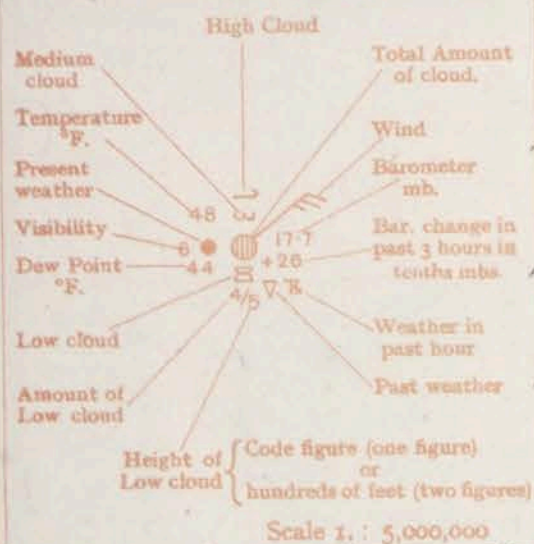 High Cloud
Medium
cloud
Total Amount
of cloud.
Temperature
°F.
Wind
Present
weather
Barometer
mb.
48
Visibility
6
17·7
Bar. change in
past 3 hours in
tenths mbs.
+26
Dew Point
°F.
44
4/5
Low cloud
Weather in
past hour
Amount of
Low cloud
Past weather
Height of
Low cloud
Code figure (one figure)
or
hundreds of feet (two figures)
Scale 1. : 5,000,000